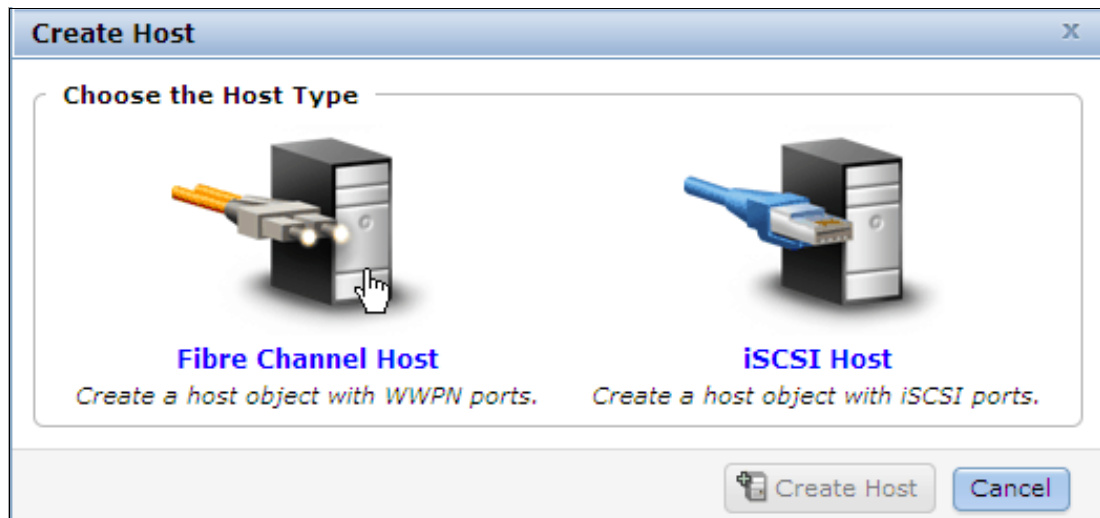 Create Host
x
Choose the Host Type
Fibre Channel Host
iSCSI Host
Create a host object with WWPN ports.
Create a host object with iSCSI ports.
Create Host
Cancel